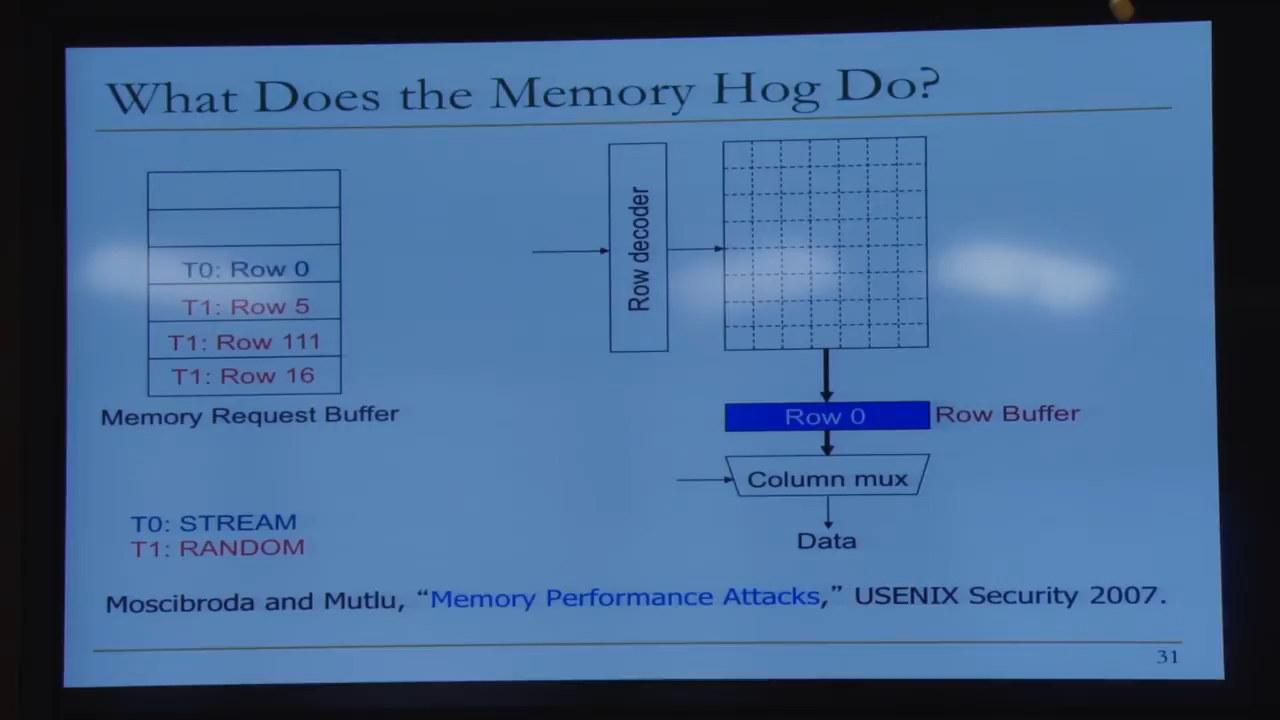 What Does the Memory Hog Do?
T0: Row 0
T1: Row 5
T1: Row 111
T1: Row 16
Memory Request Buffer
Row decoder
Row 0
Row Buffer
Column mux
Data
T0: STREAM
T1: RANDOM
Moscibroda and Mutlu, “Memory Performance Attacks,” USENIX Security 2007.
31